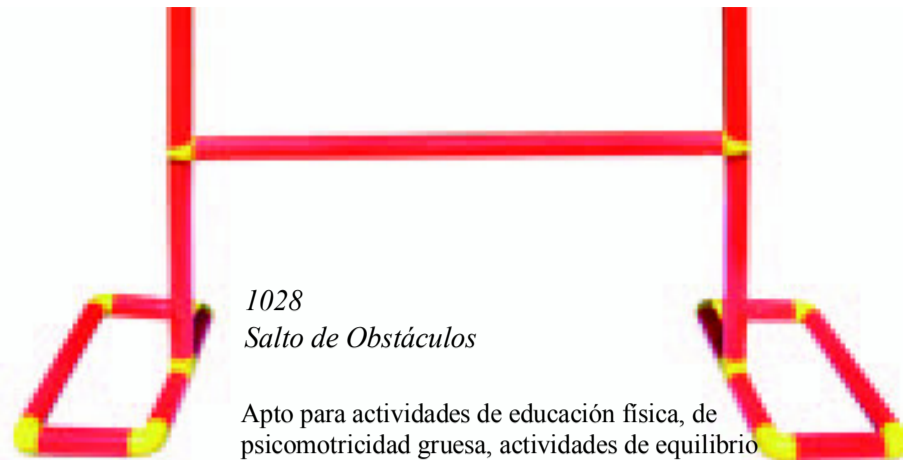 1028
Salto de Obstáculos
Apto para actividades de educación física, de
psicomotricidad gruesa, actividades de equilibrio